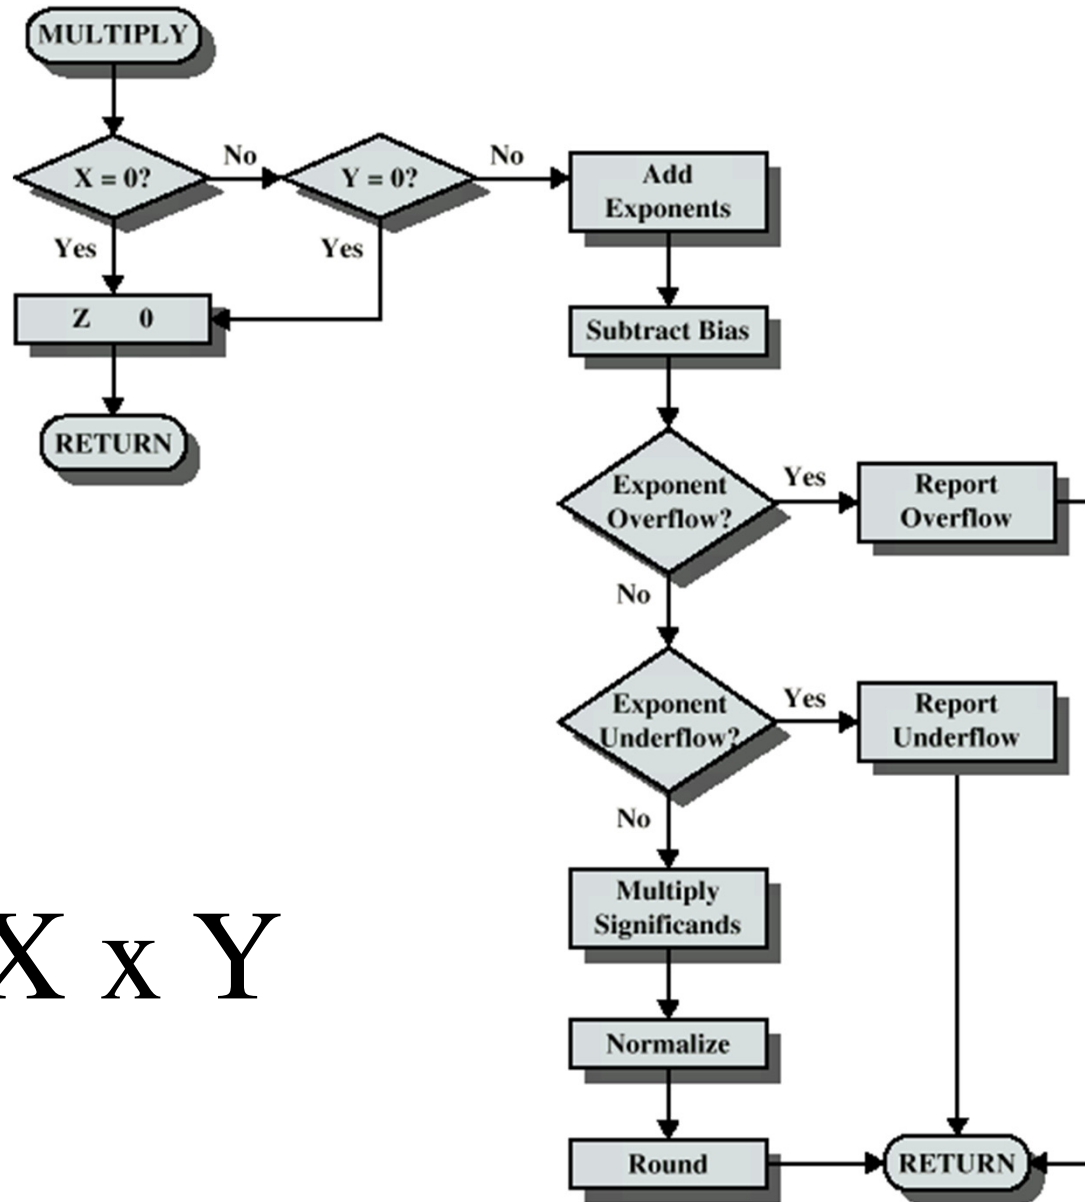 MULTIPLY
X = 0?
No
Y = 0?
No
Add
Exponents
Yes
Yes
Z 0
RETURN
Subtract Bias
Exponent
Overflow?
Yes
Report
Overflow
No
Exponent
Underflow?
Yes
Report
Underflow
No
Multiply
Significands
X x Y
Normalize
Round
RETURN